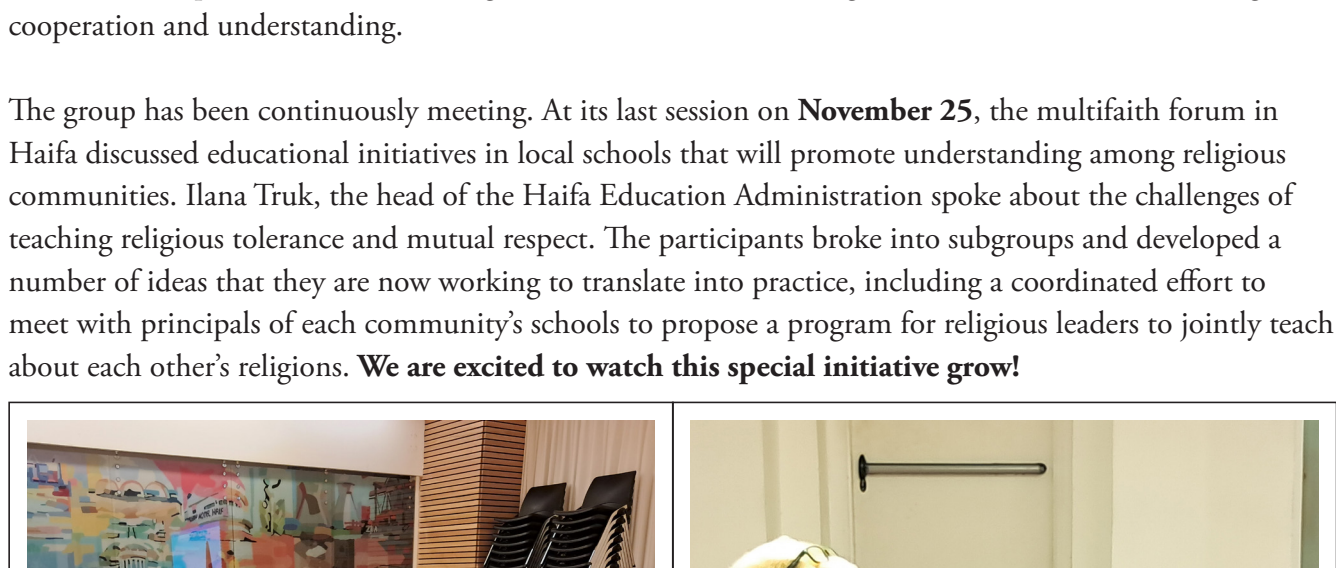 cooperation and understanding.
The group has been continuously meeting. At its last session on November 25, the multifaith forum in
Haifa discussed educational initiatives in local schools that will promote understanding among religious
communities. Ilana Truk, the head of the Haifa Education Administration spoke about the challenges of
teaching religious tolerance and mutual respect. The participants broke into subgroups and developed a
number of ideas that they are now working to translate into practice, including a coordinated effort to
meet with principals of each community’s schools to propose a program for religious leaders to jointly teach
about each other’s religions. We are excited to watch this special initiative grow!